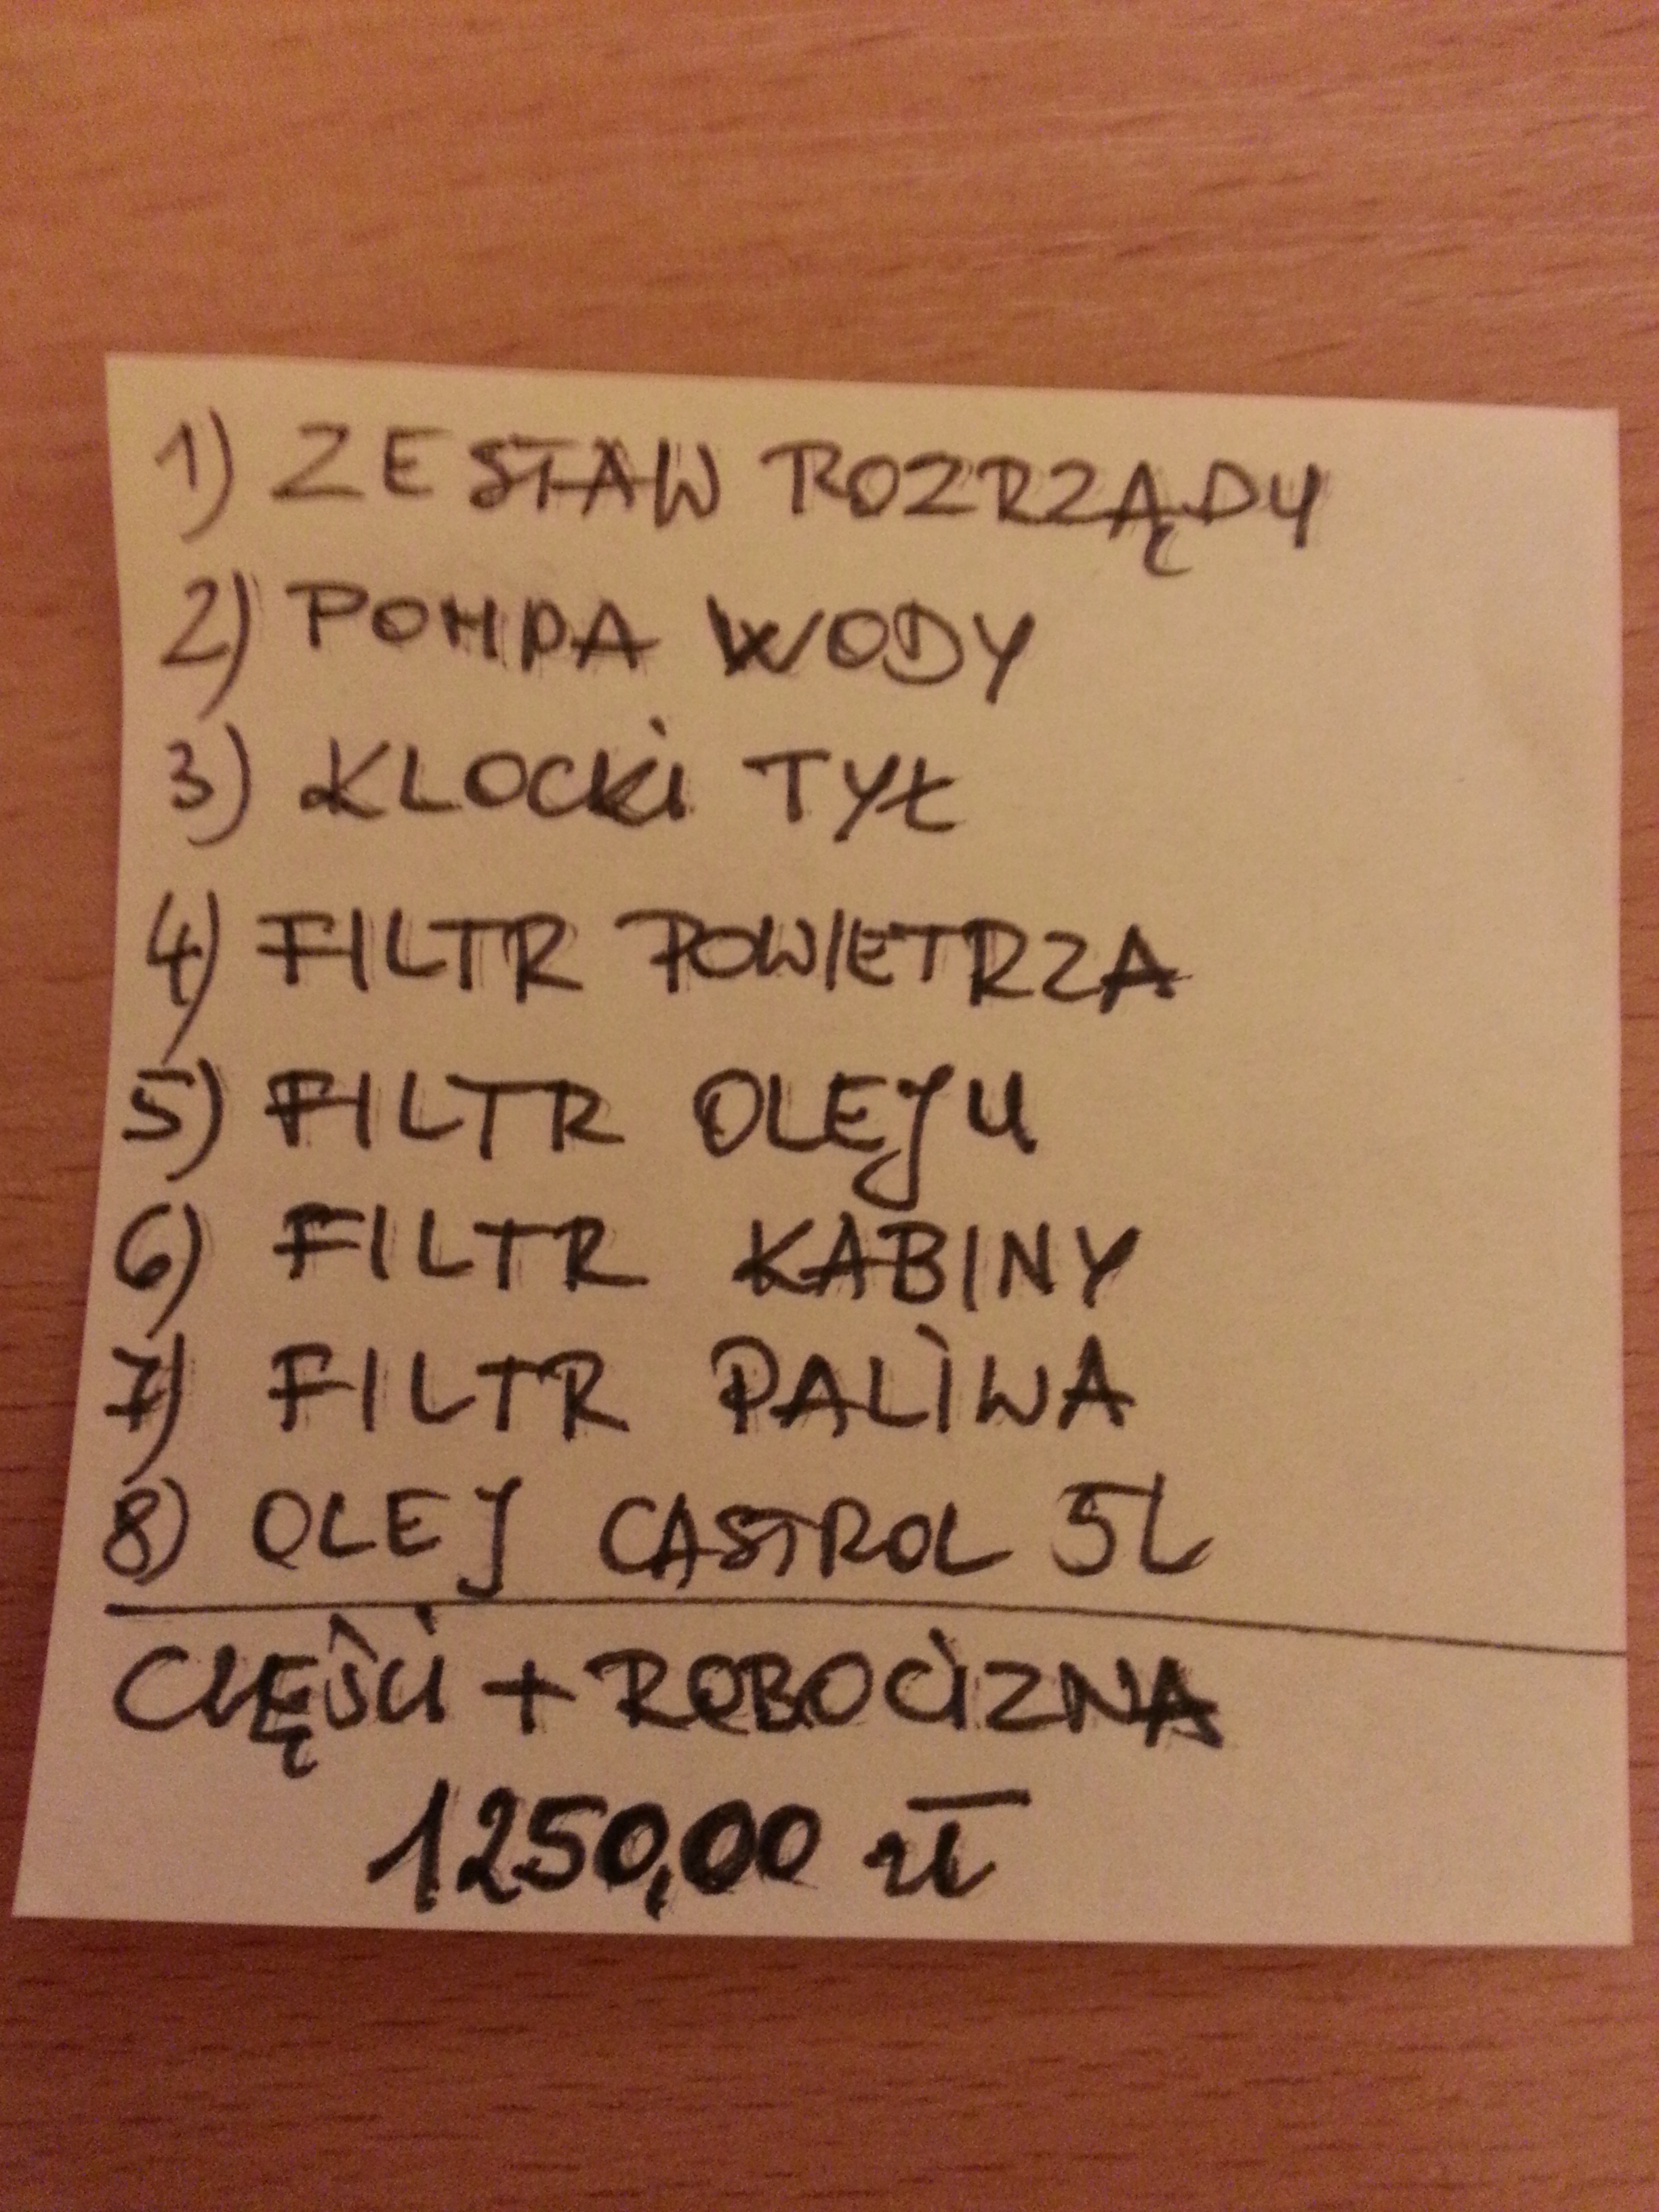 1) ZESTAW ROZRZĄDU
2) POMPA WODY
3) KLOCKI TYŁ
4) FILTR POWIETRZA
5) FILTR OLEJU
6) FILTR KABINY
7) FILTR PALIWA
8) OLEJ CASTROL 5L
CZĘŚCI + ROBOCIZNA
1250,00 zł